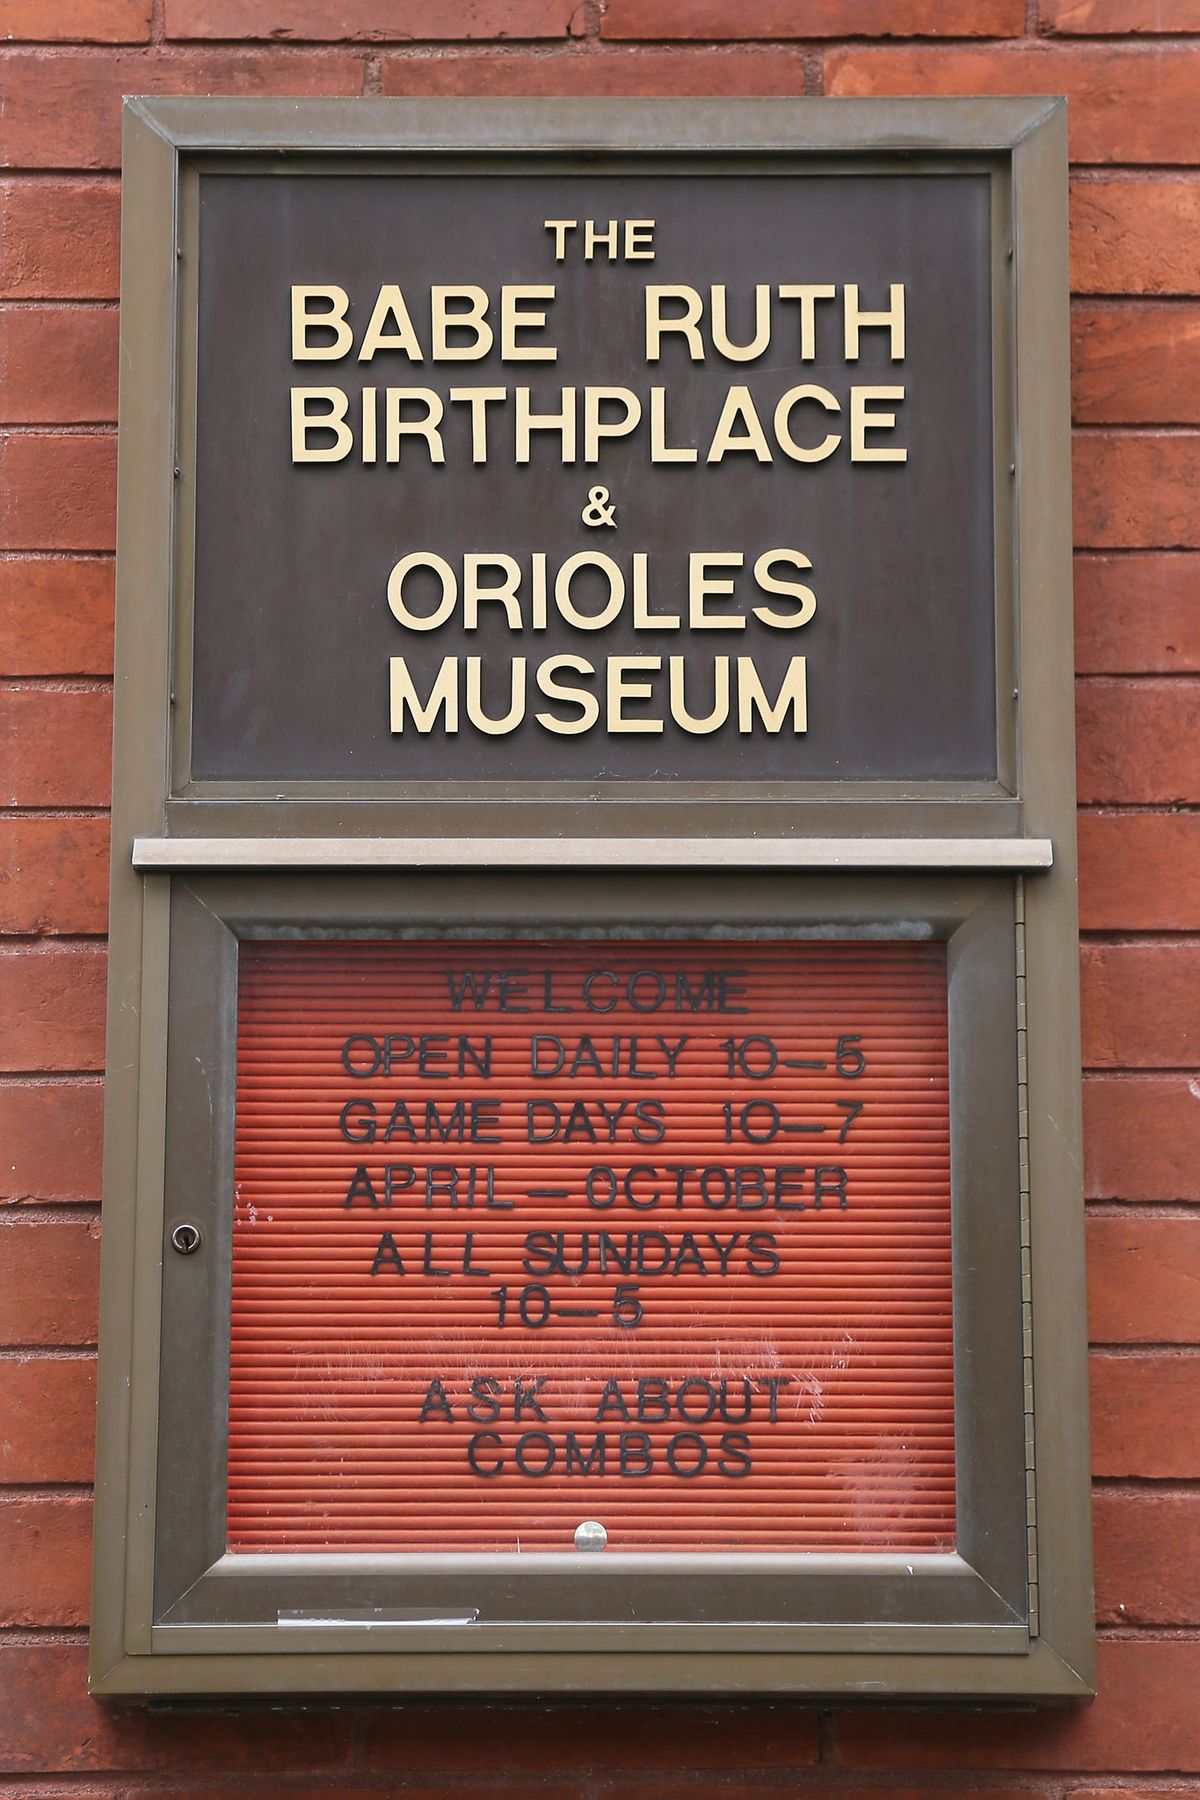 THE
BABE RUTH
BIRTHPLACE
&
ORIOLES
MUSEUM
WELCOME
OPEN DAILY 10—5
GAME DAYS 10—7
APRIL — OCTOBER
ALL SUNDAYS
10—5
ASK ABOUT
COMBOS